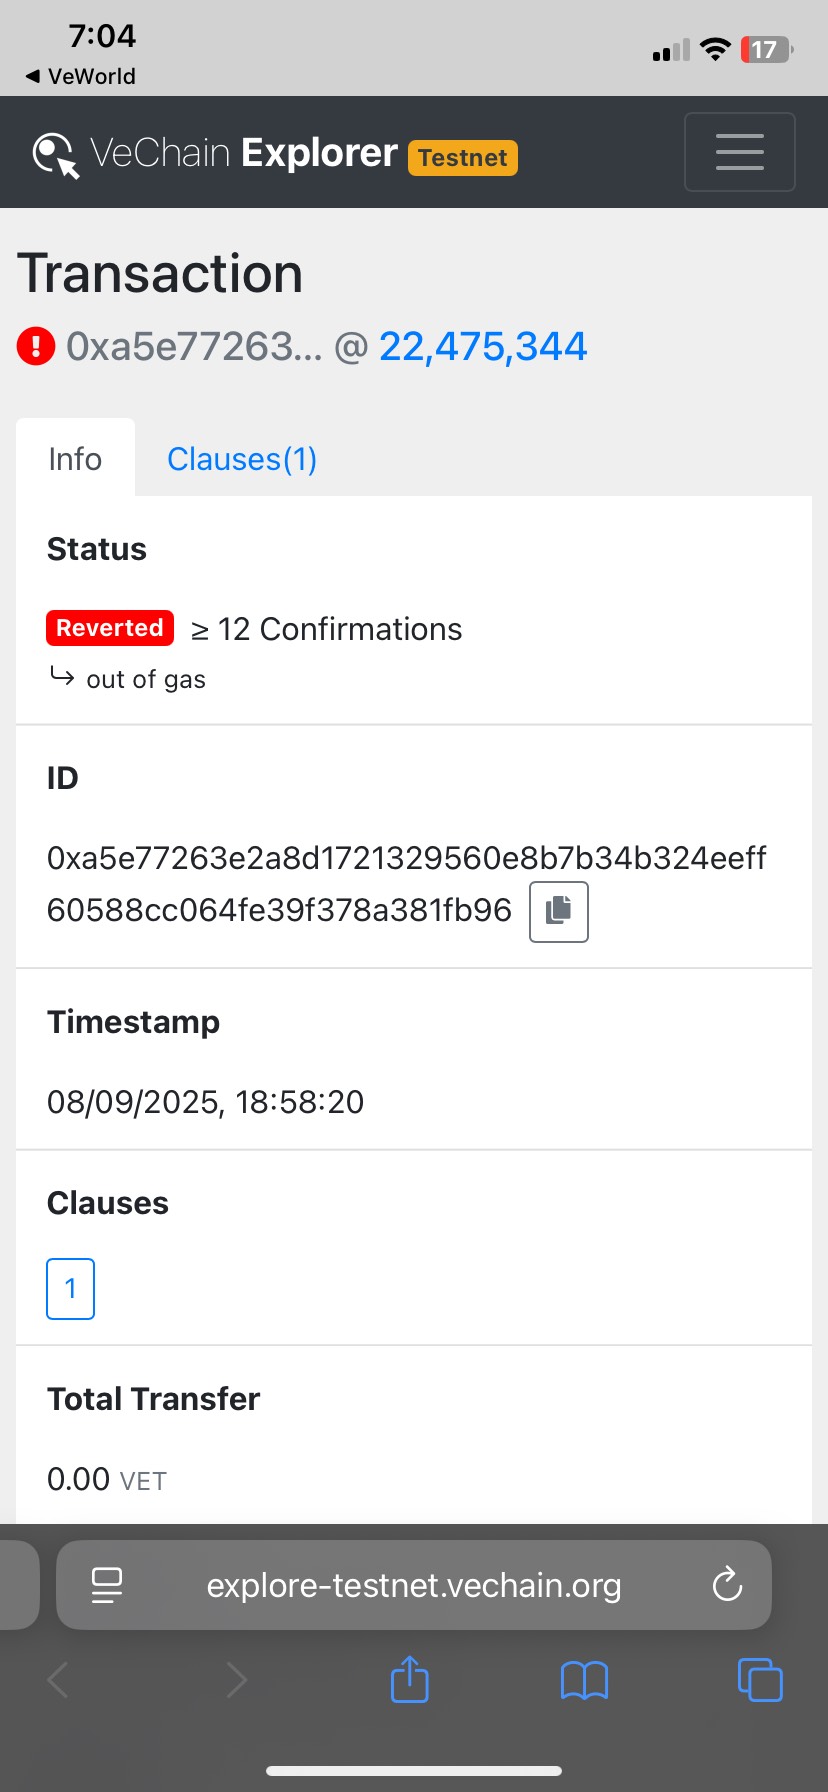 7:04
17
◀ VeWorld
VeChain Explorer Testnet
Transaction
0xa5e77263... @ 22,475,344
Info
Clauses(1)
Status
Reverted ≥ 12 Confirmations
↳ out of gas
ID
0xa5e77263e2a8d1721329560e8b7b34b324eeff
60588cc064fe39f378a381fb96
Timestamp
08/09/2025, 18:58:20
Clauses
1
Total Transfer
0.00 VET
explore-testnet.vechain.org